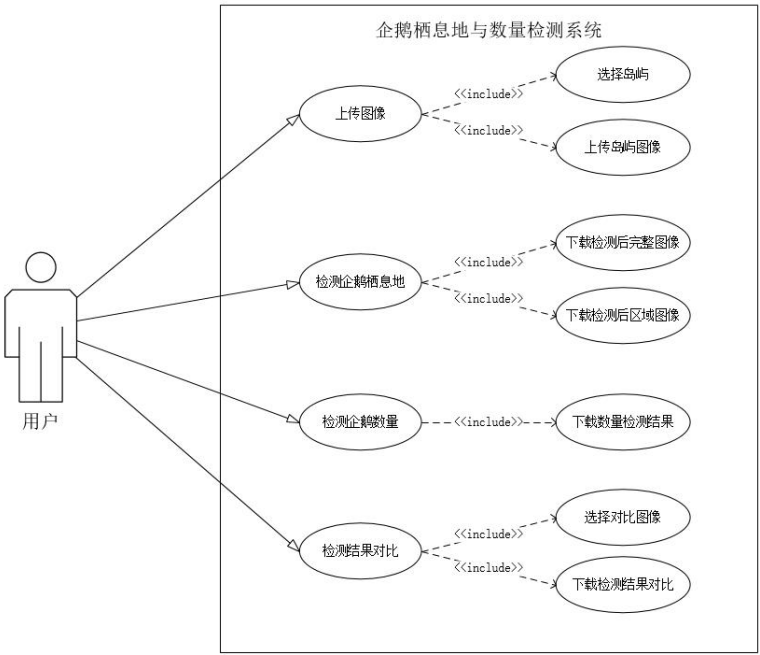 企鹅栖息地与数量检测系统
选择岛屿
<<include>>
上传图像
<<include>>
上传岛屿图像
下载检测后完整图像
<<include>>
检测企鹅栖息地
<<include>>
下载检测后区域图像
用户
检测企鹅数量
<<include>>
下载数量检测结果
选择对比图像
<<include>>
检测结果对比
<<include>>
下载检测结果对比